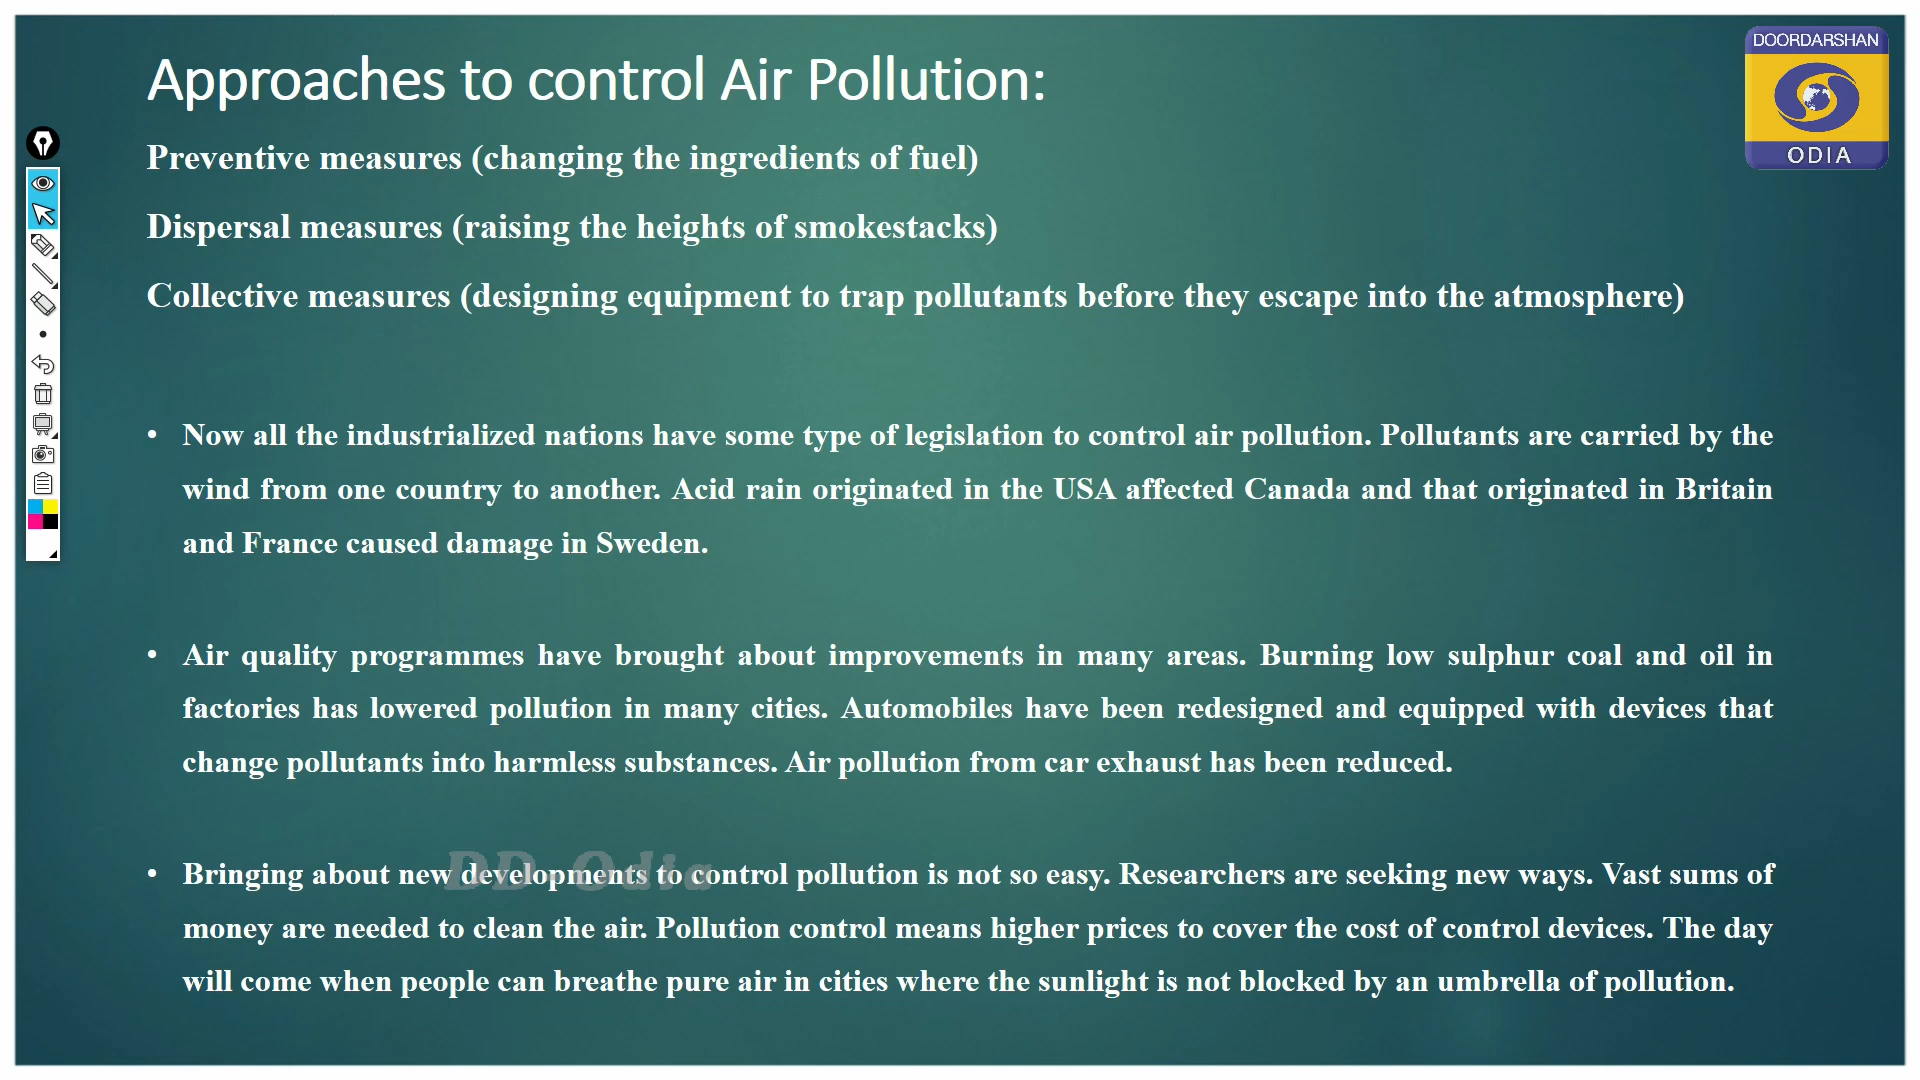 Approaches to control Air Pollution:
DOORDARSHAN
ODIA
Preventive measures (changing the ingredients of fuel)
Dispersal measures (raising the heights of smokestacks)
Collective measures (designing equipment to trap pollutants before they escape into the atmosphere)
• Now all the industrialized nations have some type of legislation to control air pollution. Pollutants are carried by the
wind from one country to another. Acid rain originated in the USA affected Canada and that originated in Britain
and France caused damage in Sweden.
• Air quality programmes have brought about improvements in many areas. Burning low sulphur coal and oil in
factories has lowered pollution in many cities. Automobiles have been redesigned and equipped with devices that
change pollutants into harmless substances. Air pollution from car exhaust has been reduced.
DD-Odia
• Bringing about new developments to control pollution is not so easy. Researchers are seeking new ways. Vast sums of
money are needed to clean the air. Pollution control means higher prices to cover the cost of control devices. The day
will come when people can breathe pure air in cities where the sunlight is not blocked by an umbrella of pollution.